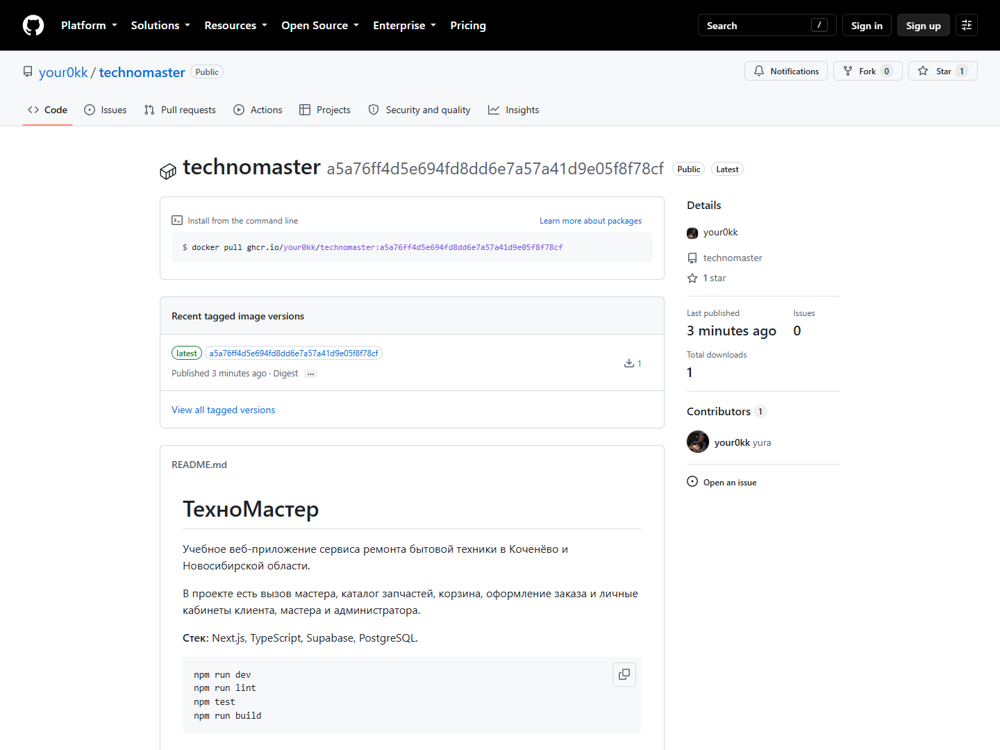 Platform Solutions Resources Open Source Enterprise Pricing Search / Sign in Sign up
your0kk / technomaster Public Notifications Fork 0 Star 1
Code Issues Pull requests Actions Projects Security and quality Insights
technomaster a5a76ff4d5e694fd8dd6e7a57a41d9e05f8f78cf Public Latest
Install from the command line Learn more about packages
$ docker pull ghcr.io/your0kk/technomaster:a5a76ff4d5e694fd8dd6e7a57a41d9e05f8f78cf
Recent tagged image versions
latest a5a76ff4d5e694fd8dd6e7a57a41d9e05f8f78cf
Published 3 minutes ago · Digest …
1
View all tagged versions
README.md
ТехноМастер
Учебное веб-приложение сервиса ремонта бытовой техники в Коченёво и
Новосибирской области.
В проекте есть вызов мастера, каталог запчастей, корзина, оформление заказа и личные
кабинеты клиента, мастера и администратора.
Стек: Next.js, TypeScript, Supabase, PostgreSQL.
npm run dev
npm run lint
npm test
npm run build
Details
your0kk
technomaster
1 star
Last published Issues
3 minutes ago 0
Total downloads
1
Contributors 1
your0kk yura
Open an issue